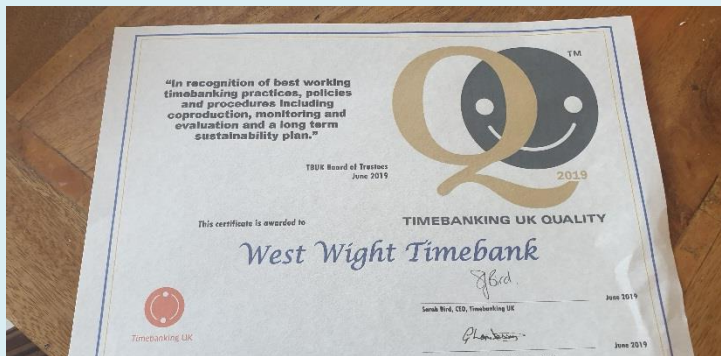 "In recognition of best working
timebanking practices, policies
and procedures including
coproduction, monitoring and
evaluation and a long term
sustainability plan."
TBUK Board of Trustees
June 2019
TM
2019
TIMEBANKING UK QUALITY
This certificate is awarded to
West Wight Timebank
SJBird
Sarah Bird, CEO, Timebanking UK
June 2019
Timebanking UK
June 2019